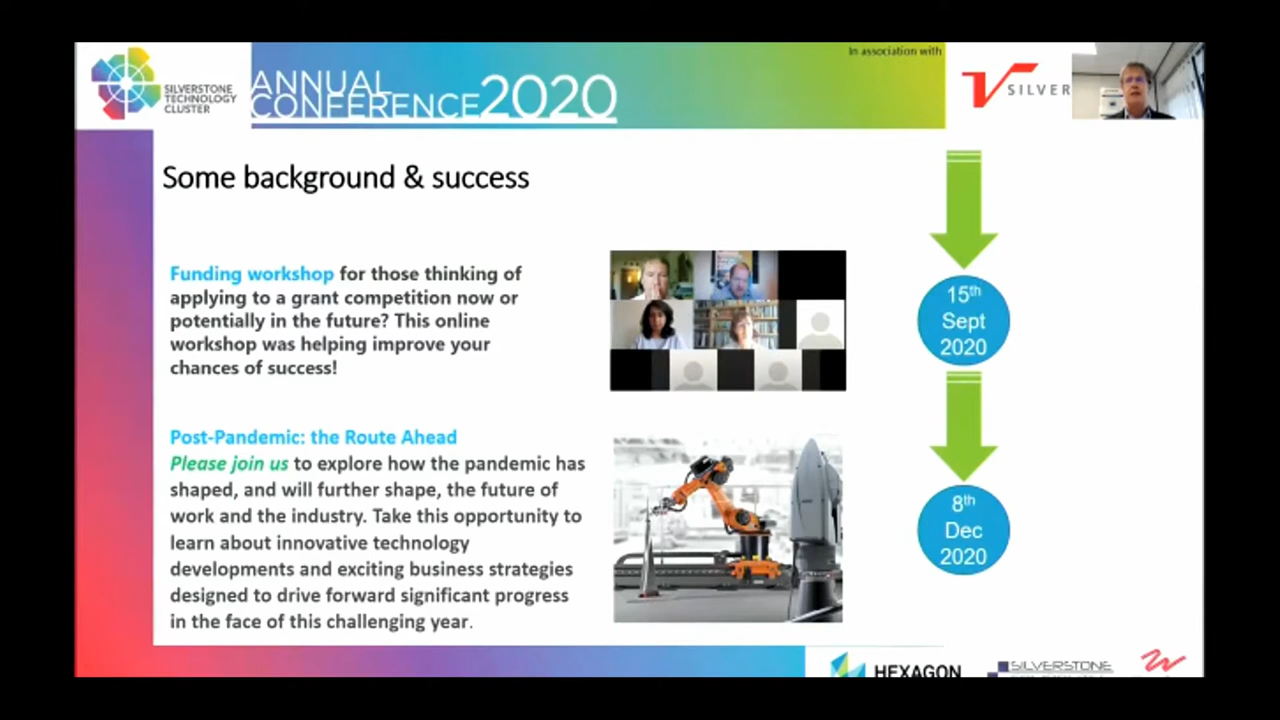 In association with
SILVERSTONE
TECHNOLOGY
CLUSTER
ANNUAL
CONFERENCE 2020
SILVER
Some background & success
Funding workshop for those thinking of
applying to a grant competition now or
potentially in the future? This online
workshop was helping improve your
chances of success!
15th
Sept
2020
Post-Pandemic: the Route Ahead
Please join us to explore how the pandemic has
shaped, and will further shape, the future of
work and the industry. Take this opportunity to
learn about innovative technology
developments and exciting business strategies
designed to drive forward significant progress
in the face of this challenging year.
8th
Dec
2020
HEXAGON
SILVERSTONE